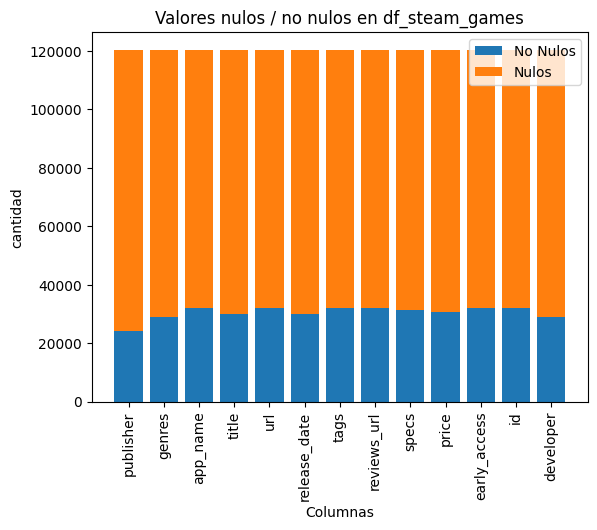 Valores nulos / no nulos en df_steam_games
No Nulos
Nulos
cantidad
120000
100000
80000
60000
40000
20000
0
publisher
genres
app_name
title
url
release_date
tags
reviews_url
specs
price
early_access
id
developer
Columnas